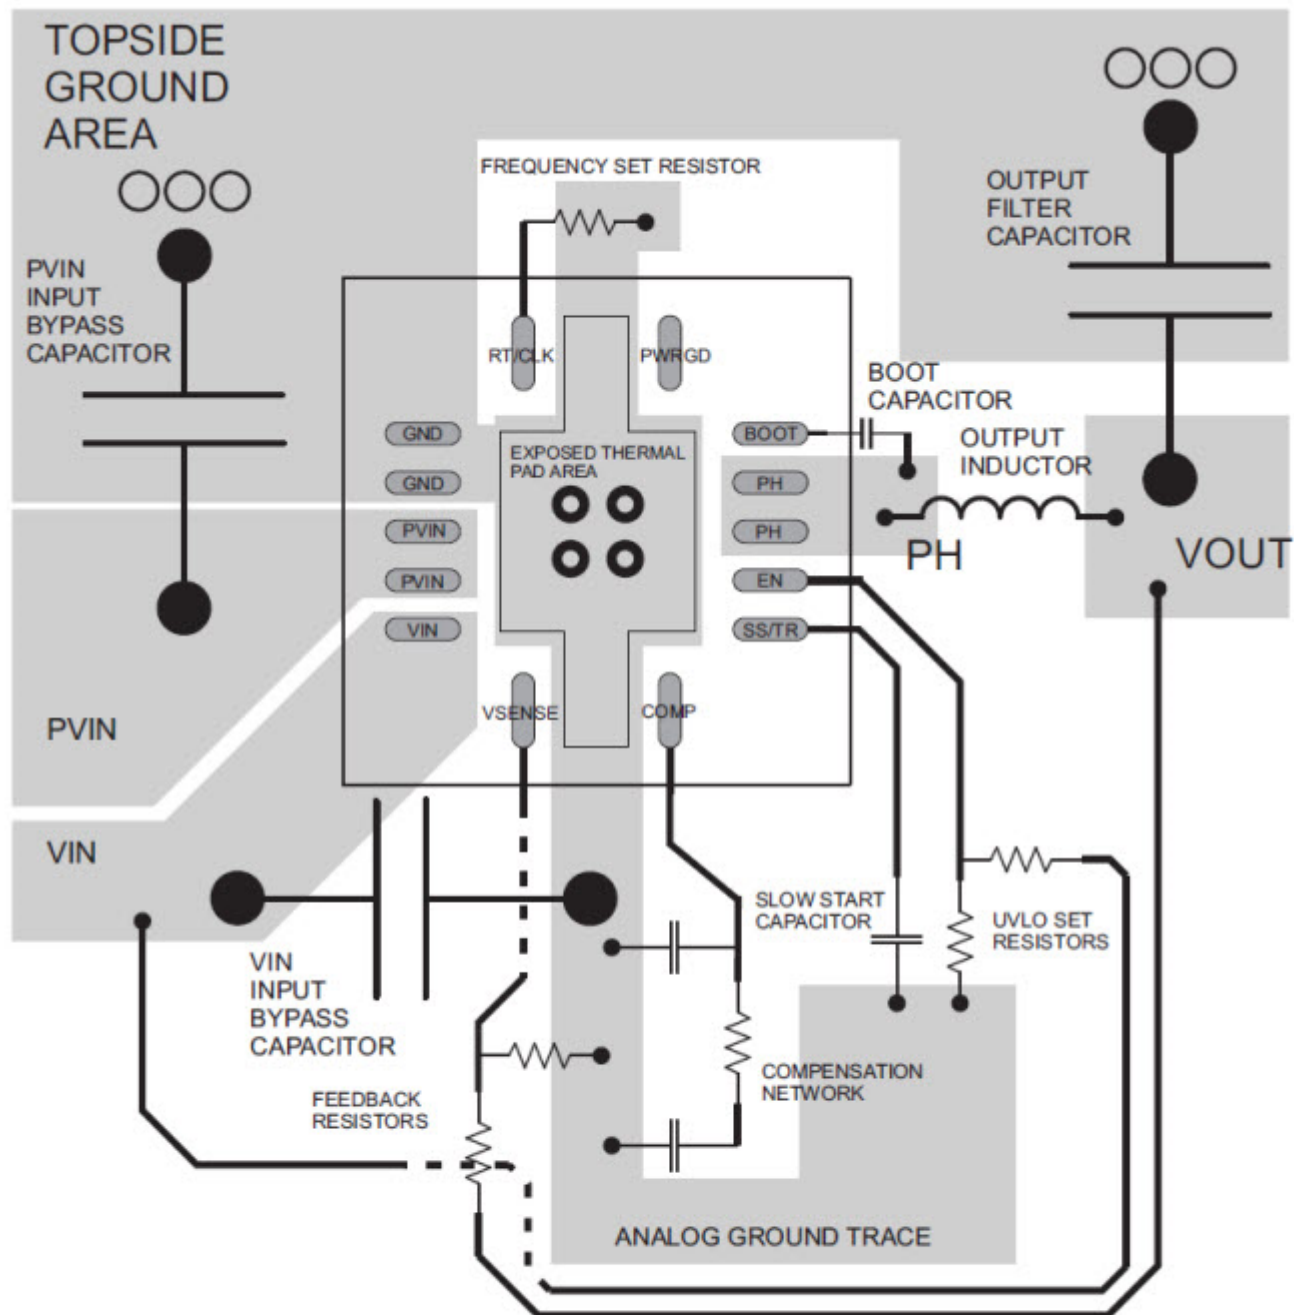 TOPSIDE
GROUND
AREA
FREQUENCY SET RESISTOR
OUTPUT
FILTER
CAPACITOR
PVIN
INPUT
BYPASS
CAPACITOR
RT/CLK
PWRGD
BOOT
CAPACITOR
GND
EXPOSED THERMAL
PAD AREA
BOOT
OUTPUT
INDUCTOR
GND
PH
PVIN
PH
PH
VOUT
PVIN
EN
VIN
SS/TR
VSENSE
COMP
PVIN
VIN
SLOW START
CAPACITOR
UVLO SET
RESISTORS
VIN
INPUT
BYPASS
CAPACITOR
COMPENSATION
NETWORK
FEEDBACK
RESISTORS
ANALOG GROUND TRACE